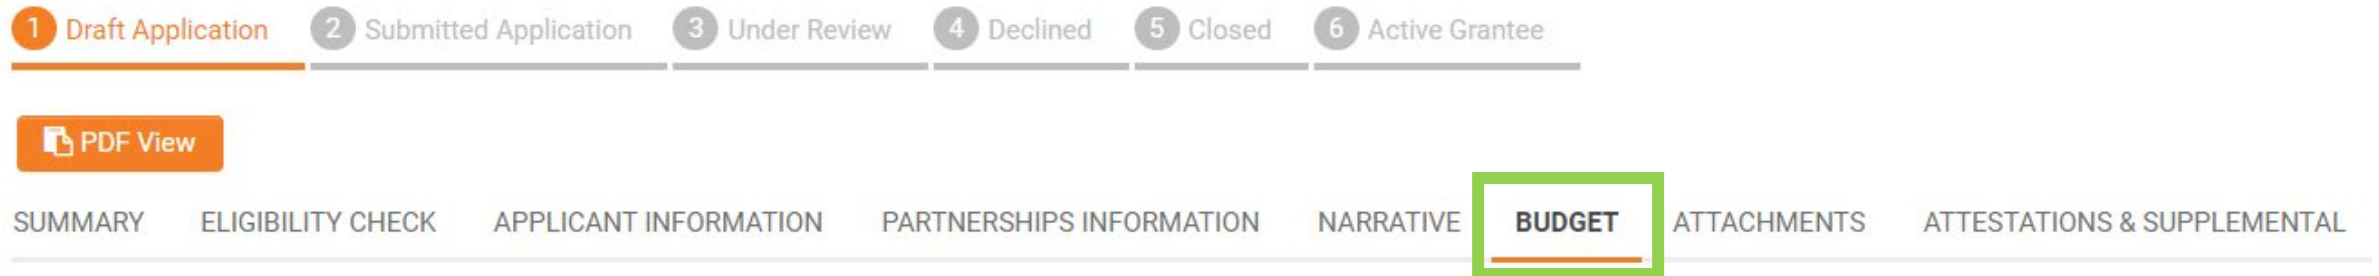 1 Draft Application 2 Submitted Application 3 Under Review 4 Declined 5 Closed 6 Active Grantee
PDF View
SUMMARY ELIGIBILITY CHECK APPLICANT INFORMATION PARTNERSHIPS INFORMATION NARRATIVE BUDGET ATTACHMENTS ATTESTATIONS & SUPPLEMENTAL